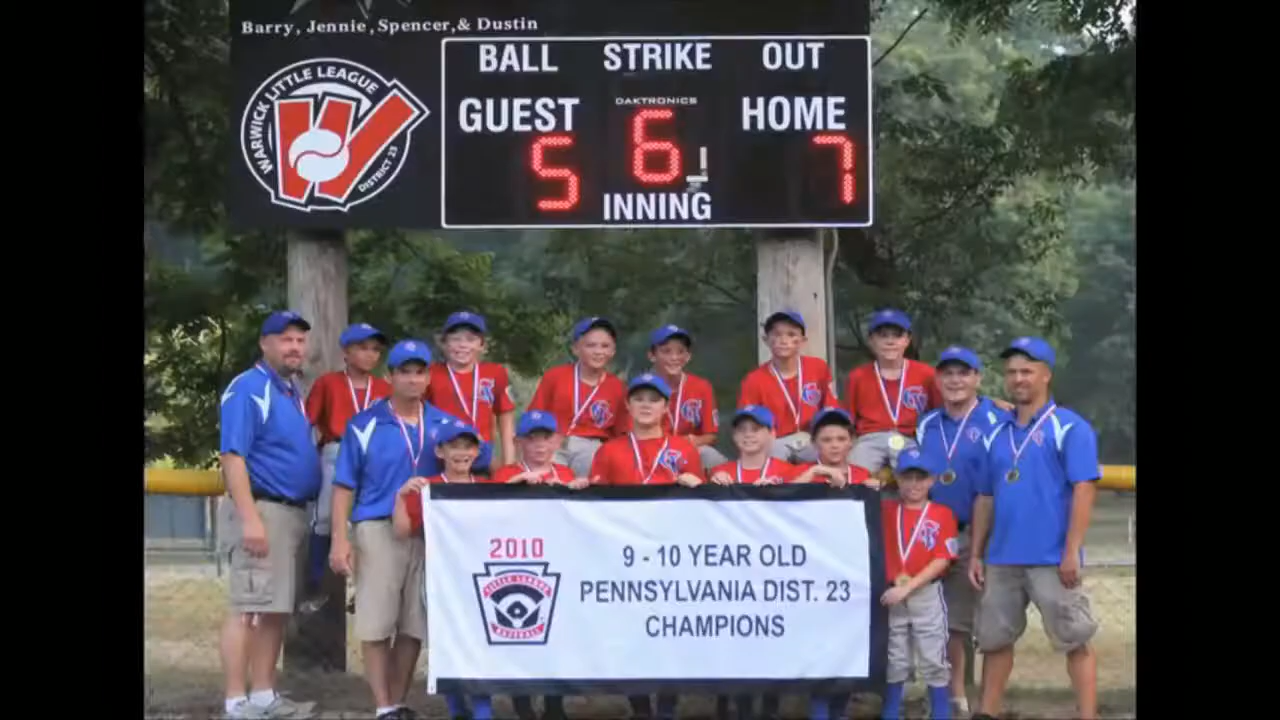 Barry, Jennie, Spencer, & Dustin
WARWICK LITTLE LEAGUE
DISTRICT 23
BALL STRIKE OUT
DAKTRONICS
GUEST HOME
5 6 7
INNING
2010
LITTLE LEAGUE
BASEBALL
9 - 10 YEAR OLD
PENNSYLVANIA DIST. 23
CHAMPIONS